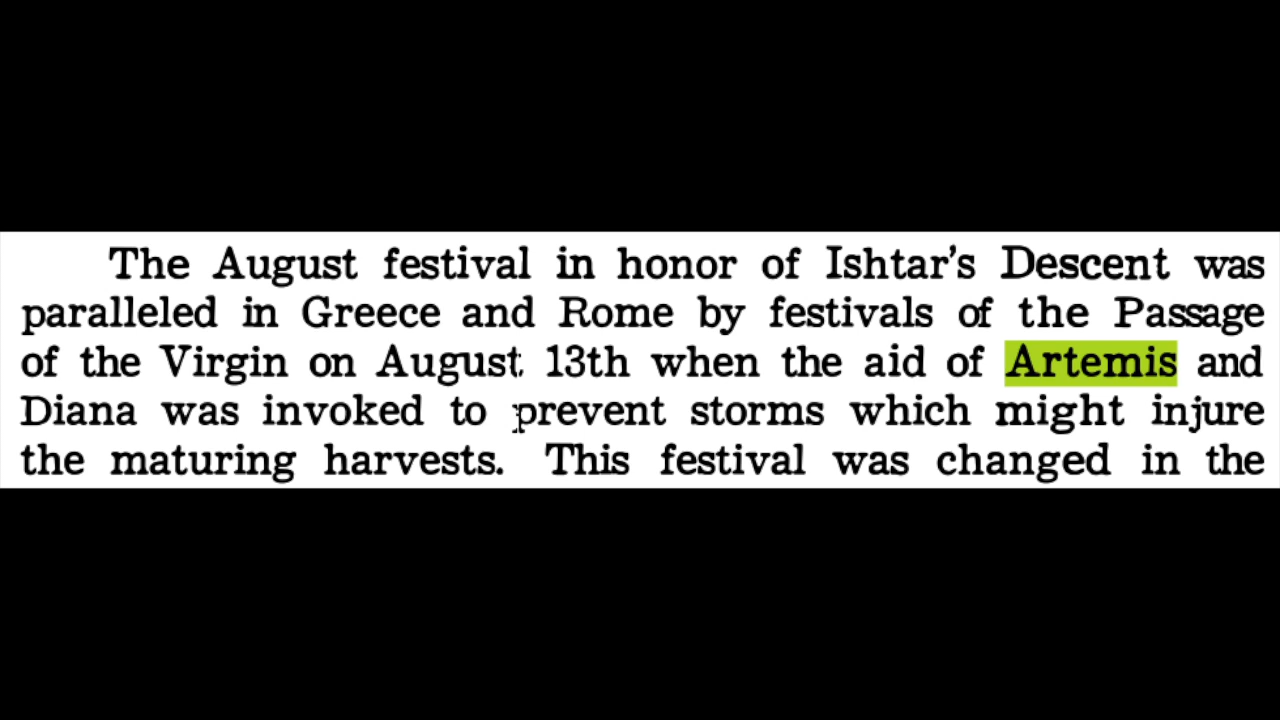 The August festival in honor of Ishtar's Descent was
paralleled in Greece and Rome by festivals of the Passage
of the Virgin on August 13th when the aid of Artemis and
Diana was invoked to prevent storms which might injure
the maturing harvests. This festival was changed in the